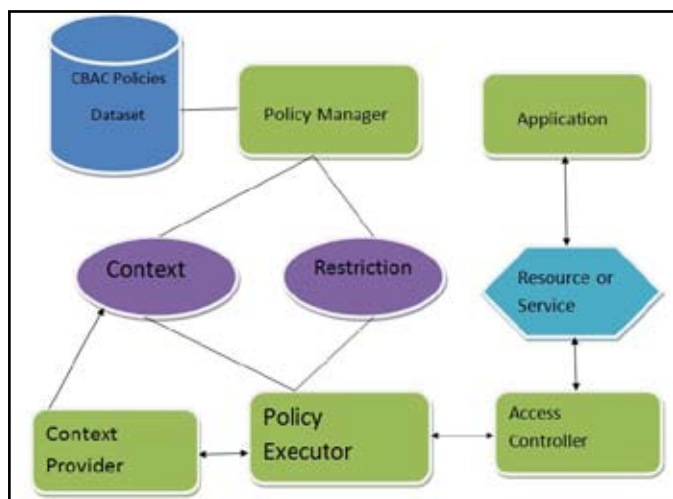 CBAC Policies
Dataset
Policy Manager
Application
Context
Restriction
Resource or
Service
Context
Provider
Policy
Executor
Access
Controller